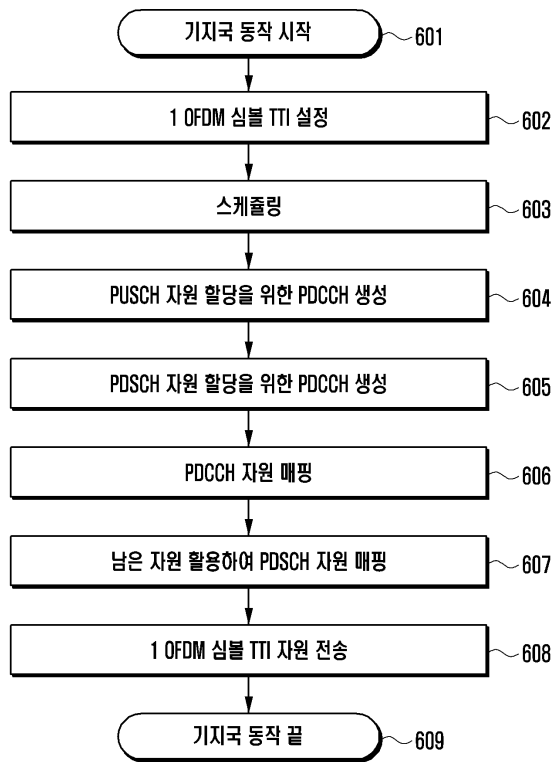 기지국 동작 시작
601
1 OFDM 심볼 TTI 설정
602
스케쥴링
603
PUSCH 자원 할당을 위한 PDCCH 생성
604
PDSCH 자원 할당을 위한 PDCCH 생성
605
PDCCH 자원 매핑
606
남은 자원 활용하여 PDSCH 자원 매핑
607
1 OFDM 심볼 TTI 자원 전송
608
기지국 동작 끝
609